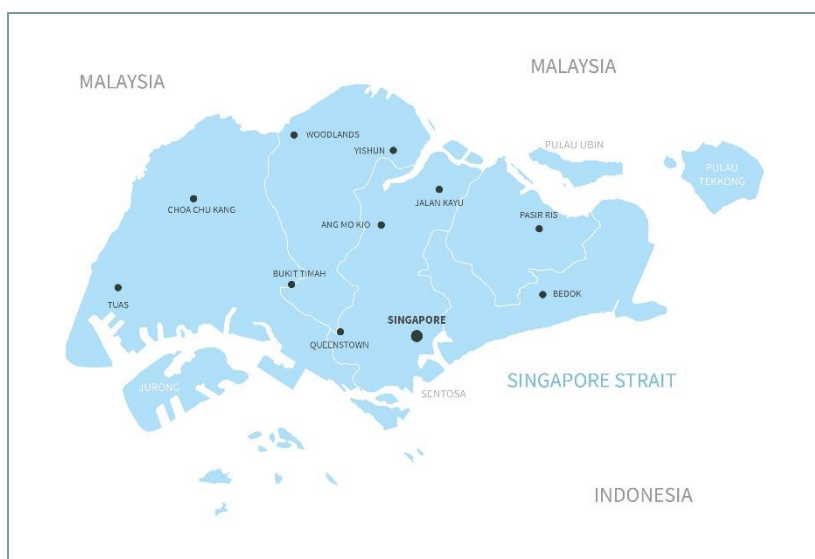 MALAYSIA
MALAYSIA
WOODLANDS
YISHUN
PULAU UBIN
PULAU
TEKKONG
CHOA CHU KANG
JALAN KAYU
ANG MO KIO
PASIR RIS
BUKIT TIMAH
BEDOK
TUAS
SINGAPORE
QUEENSTOWN
JURONG
SENTOSA
SINGAPORE STRAIT
INDONESIA